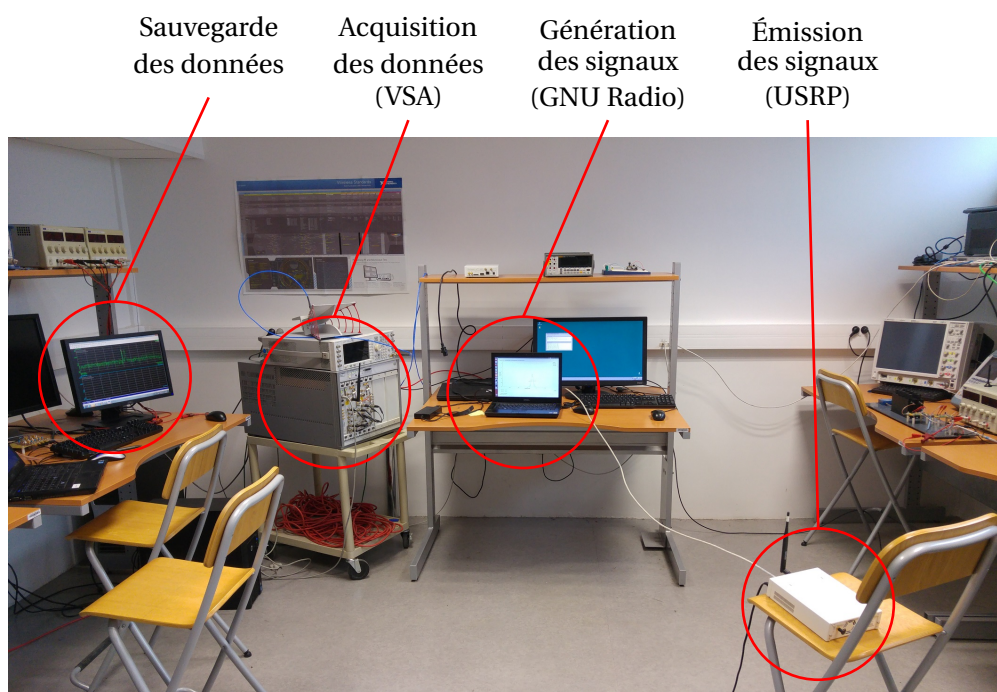 Sauvegarde
des données
Acquisition
des données
(VSA)
Génération
des signaux
(GNU Radio)
Émission
des signaux
(USRP)